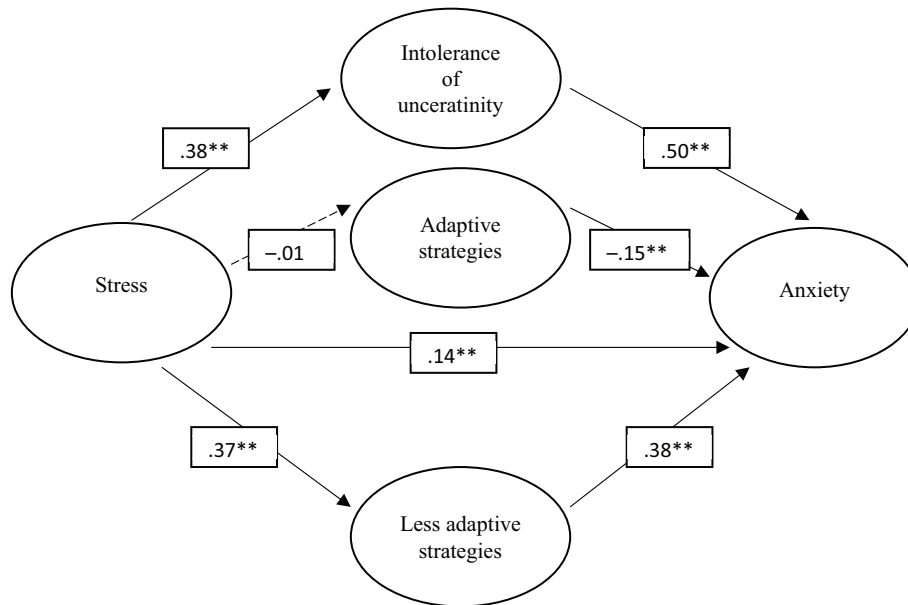 Intolerance
of
unceratinity
.38**
.50**
Adaptive
strategies
–.01
–.15**
Stress
Anxiety
.14**
.37**
.38**
Less adaptive
strategies